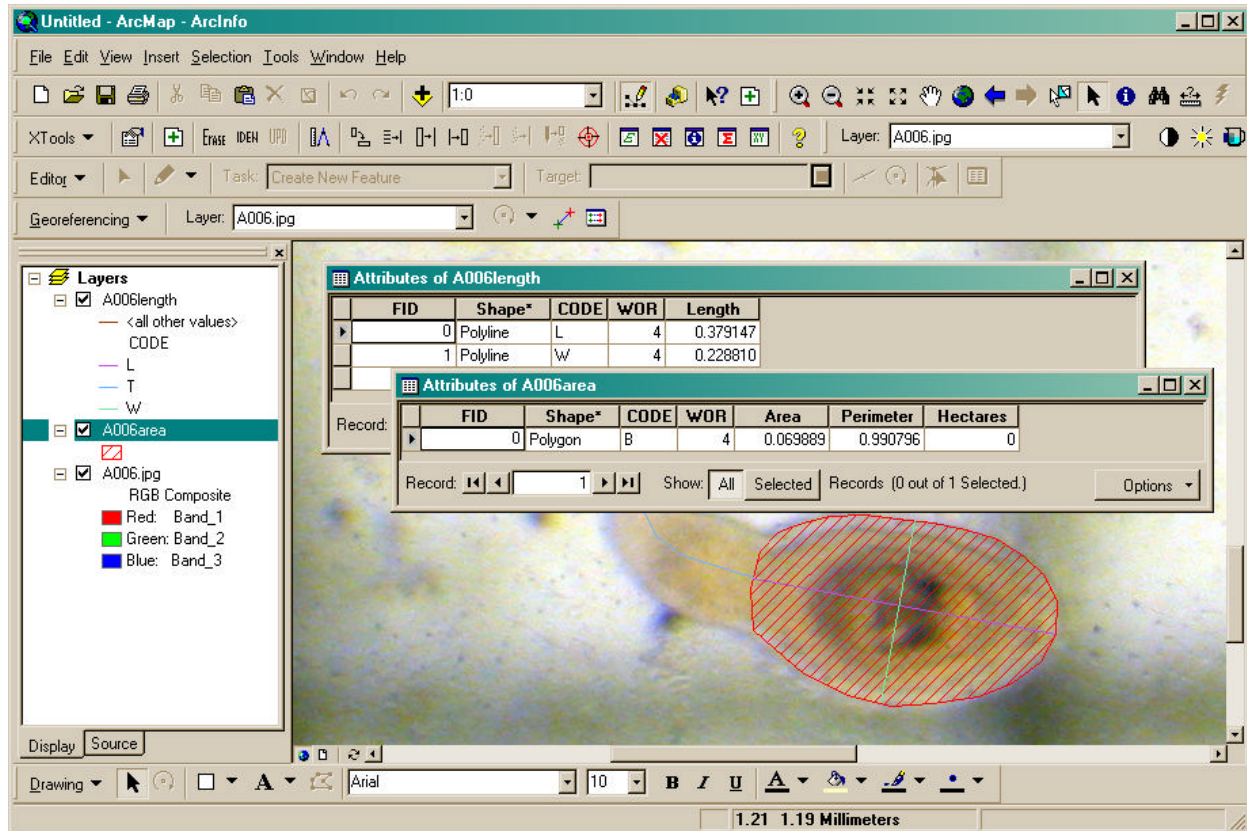 Untitled - ArcMap - ArcInfo
File Edit View Insert Selection Tools Window Help
1:0
XTools Erase IDEN UPD Layer: A006.jpg
Editor Task: Create New Feature Target:
Georeferencing Layer: A006.jpg
Layers
A006length
<all other values>
CODE
L
T
W
A006area
A006.jpg
RGB Composite
Red: Band_1
Green: Band_2
Blue: Band_3
Display Source
Attributes of A006length
FID Shape* CODE WOR Length
0 Polyline L 4 0.379147
1 Polyline W 4 0.228810
Record:
Attributes of A006area
FID Shape* CODE WOR Area Perimeter Hectares
0 Polygon B 4 0.069889 0.990796 0
Record: 1 Show: All Selected Records (0 out of 1 Selected.) Options
Drawing A Arial 10 B I U A
1.21 1.19 Millimeters